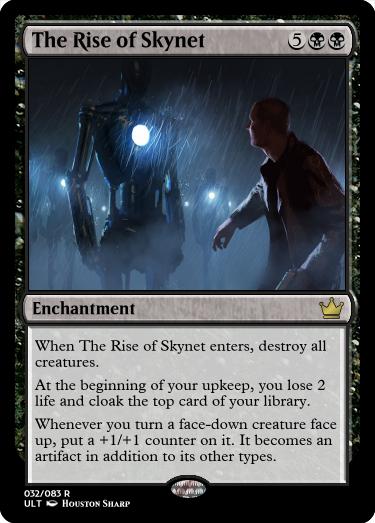 The Rise of Skynet 5
Enchantment
When The Rise of Skynet enters, destroy all
creatures.
At the beginning of your upkeep, you lose 2
life and cloak the top card of your library.
Whenever you turn a face-down creature face
up, put a +1/+1 counter on it. It becomes an
artifact in addition to its other types.
032/083 R
ULT Houston Sharp